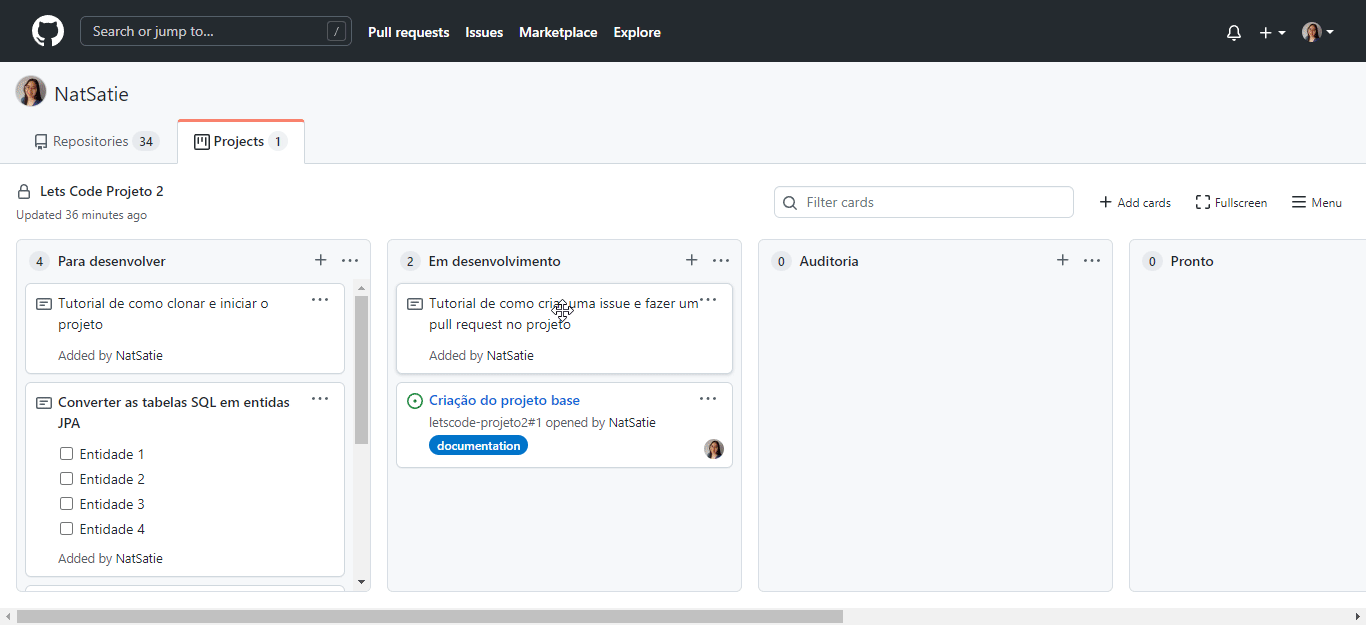 Search or jump to...
/
Pull requests
Issues
Marketplace
Explore
NatSatie
Repositories 34
Projects 1
Lets Code Projeto 2
Updated 36 minutes ago
Filter cards
Add cards
Fullscreen
Menu
4 Para desenvolver
Tutorial de como clonar e iniciar o
projeto
Added by NatSatie
Converter as tabelas SQL em entidas
JPA
Entidade 1
Entidade 2
Entidade 3
Entidade 4
Added by NatSatie
2 Em desenvolvimento
Tutorial de como criar uma issue e fazer um
pull request no projeto
Added by NatSatie
Criação do projeto base
letscode-projeto2#1 opened by NatSatie
documentation
0 Auditoria
0 Pronto